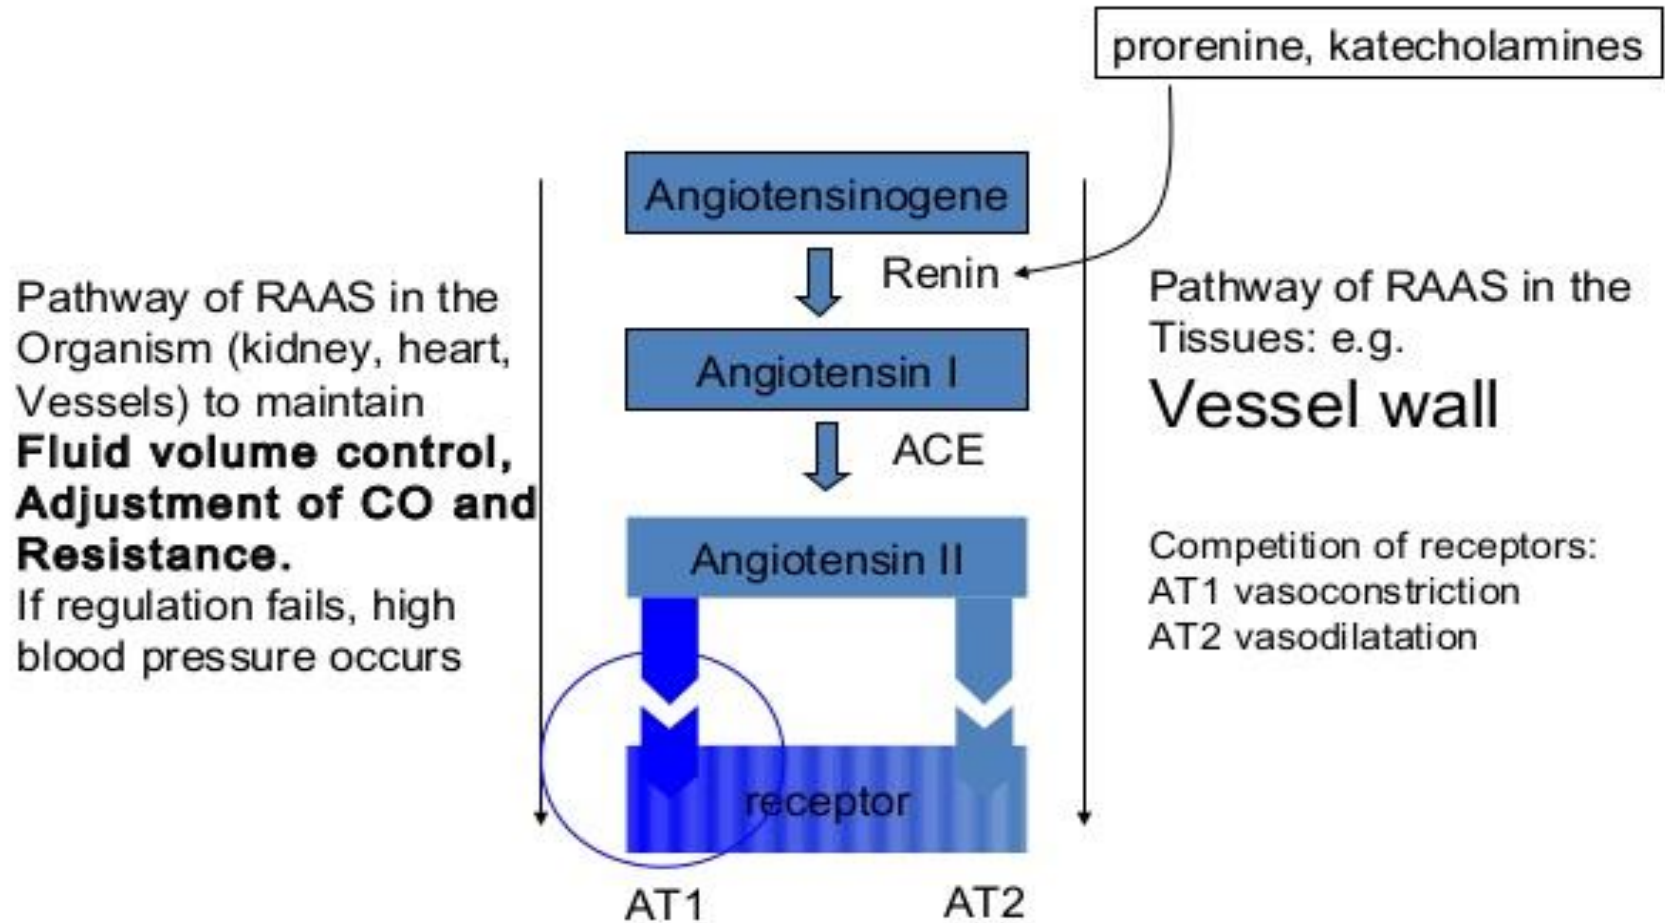 prorenine, katecholamines
Angiotensinogene
Renin
Pathway of RAAS in the
Organism (kidney, heart,
Vessels) to maintain
Fluid volume control,
Adjustment of CO and
Resistance.
If regulation fails, high
blood pressure occurs
Angiotensin I
ACE
Angiotensin II
receptor
AT1
AT2
Pathway of RAAS in the
Tissues: e.g.
Vessel wall
Competition of receptors:
AT1 vasoconstriction
AT2 vasodilatation